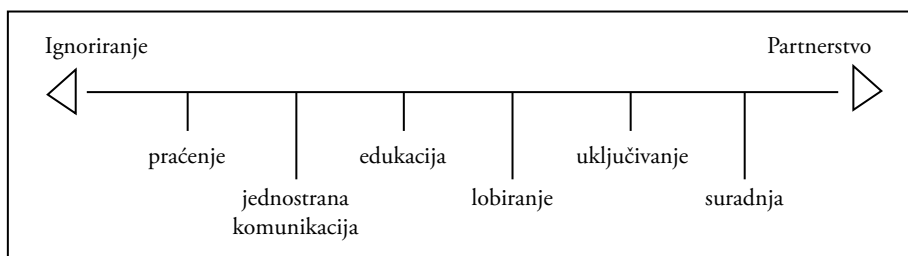 Ignoriranje
Partnerstvo
praćenje
edukacija
uključivanje
jednostrana
komunikacija
lobiranje
suradnja